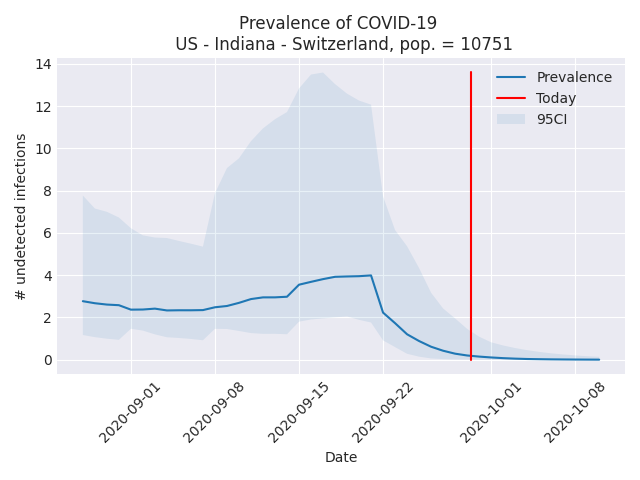 Prevalence of COVID-19
US - Indiana - Switzerland, pop. = 10751
14
12
10
8
6
4
2
0
# undetected infections
Prevalence
Today
95CI
2020-09-01
2020-09-08
2020-09-15
2020-09-22
2020-10-01
2020-10-08
Date